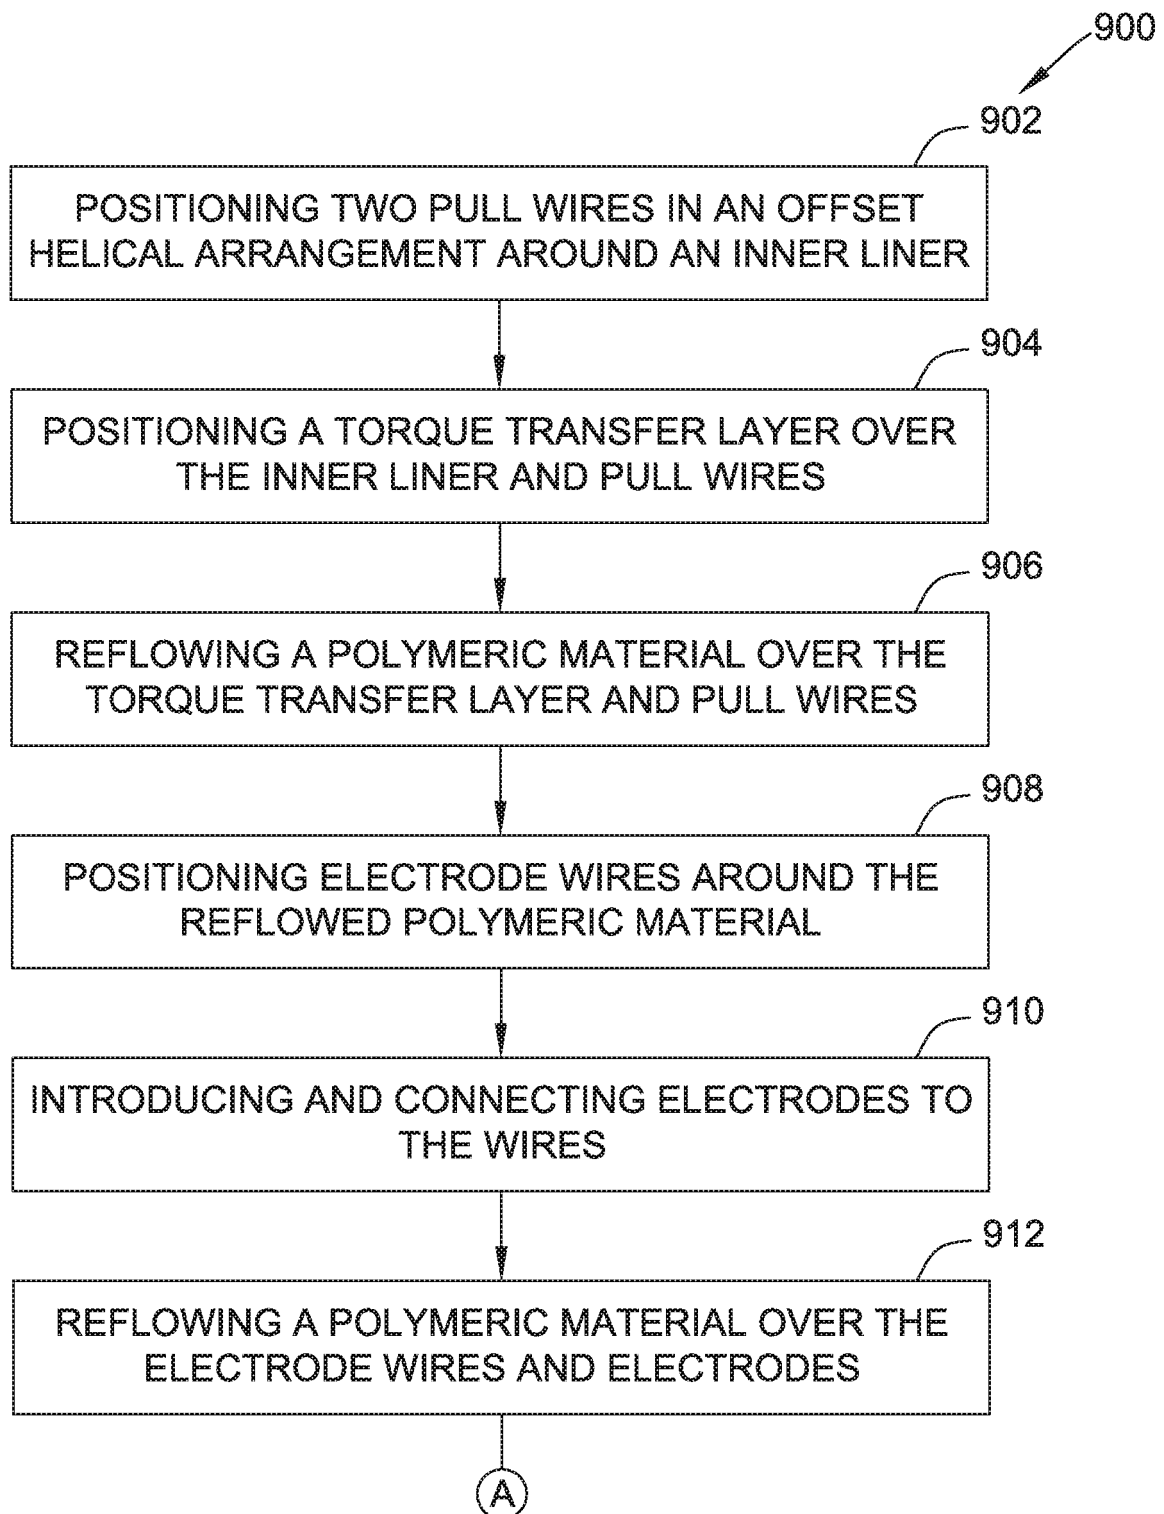 900
902
POSITIONING TWO PULL WIRES IN AN OFFSET
HELICAL ARRANGEMENT AROUND AN INNER LINER
904
POSITIONING A TORQUE TRANSFER LAYER OVER
THE INNER LINER AND PULL WIRES
906
REFLOWING A POLYMERIC MATERIAL OVER THE
TORQUE TRANSFER LAYER AND PULL WIRES
908
POSITIONING ELECTRODE WIRES AROUND THE
REFLOWED POLYMERIC MATERIAL
910
INTRODUCING AND CONNECTING ELECTRODES TO
THE WIRES
912
REFLOWING A POLYMERIC MATERIAL OVER THE
ELECTRODE WIRES AND ELECTRODES
A